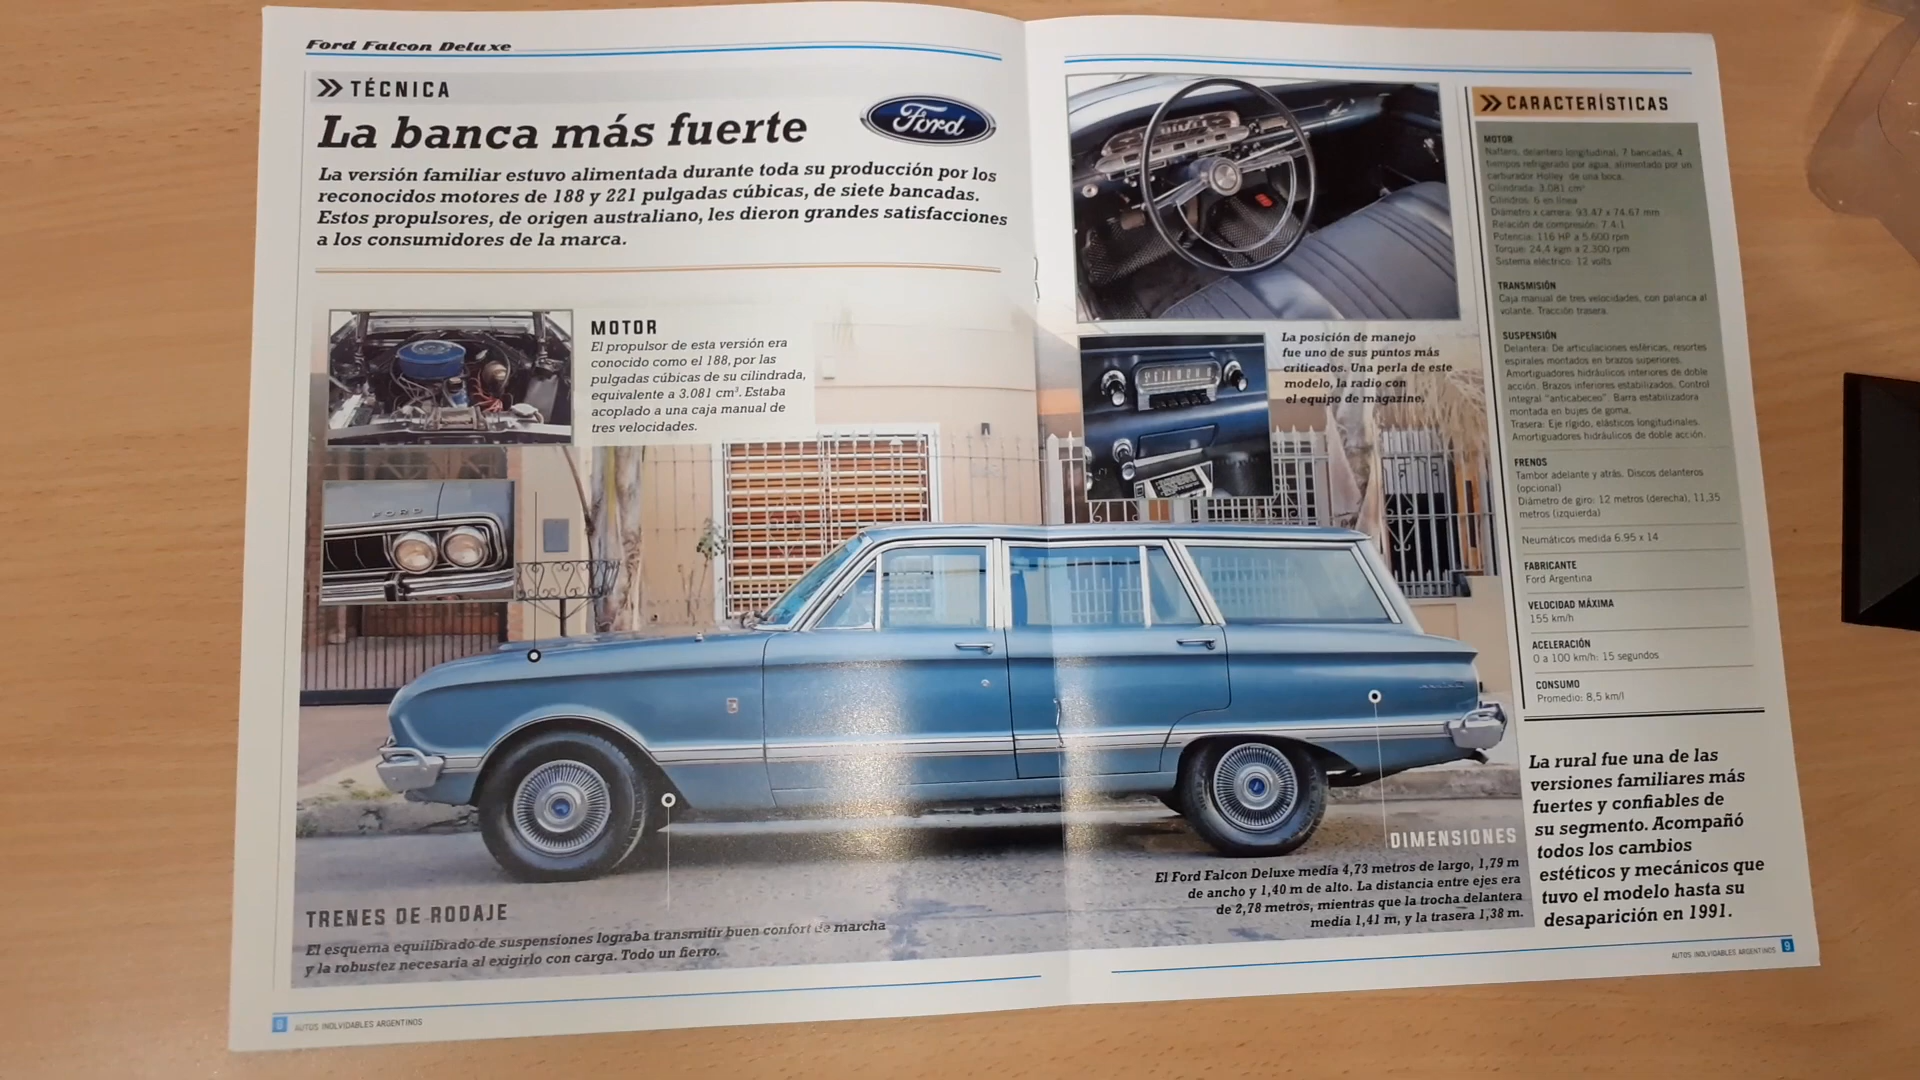 Ford Falcon Deluxe
TÉCNICA
La banca más fuerte
Ford
La versión familiar estuvo alimentada durante toda su producción por los
reconocidos motores de 188 y 221 pulgadas cúbicas, de siete bancadas.
Estos propulsores, de origen australiano, les dieron grandes satisfacciones
a los consumidores de la marca.
MOTOR
El propulsor de esta versión era
conocido como el 188, por las
pulgadas cúbicas de su cilindrada,
equivalente a 3.081 cm³. Estaba
acoplado a una caja manual de
tres velocidades.
FORD
TRENES DE RODAJE
El esquema equilibrado de suspensiones lograba transmitir buen confort de marcha
y la robustez necesaria al exigirlo con carga. Todo un fierro.
AUTOS INOLVIDABLES ARGENTINOS
La posición de manejo
fue uno de sus puntos más
criticados. Una perla de este
modelo, la radio con
el equipo de magazine.
DIMENSIONES
El Ford Falcon Deluxe medía 4,73 metros de largo, 1,79 m
de ancho y 1,40 m de alto. La distancia entre ejes era
de 2,78 metros, mientras que la trocha delantera
medía 1,41 m, y la trasera 1,38 m.
CARACTERÍSTICAS
MOTOR
Naftero, delantero longitudinal, 7 bancadas, 4
tiempos refrigerado por agua, alimentado por un
carburador Holley de una boca.
Cilindrada: 3.081 cm³
Cilindros: 6 en línea
Diámetro x carrera: 93.47 x 74.67 mm
Relación de compresión: 7.4:1
Potencia: 116 HP a 5.600 rpm
Torque: 24,4 kgm a 2.300 rpm
Sistema eléctrico: 12 volts
TRANSMISIÓN
Caja manual de tres velocidades, con palanca al
volante. Tracción trasera.
SUSPENSIÓN
Delantera: De articulaciones esféricas, resortes
espirales montados en brazos superiores.
Amortiguadores hidráulicos interiores de doble
acción. Brazos inferiores estabilizados. Control
integral "anticabeceo". Barra estabilizadora
montada en bujes de goma.
Trasera: Eje rígido, elásticos longitudinales.
Amortiguadores hidráulicos de doble acción.
FRENOS
Tambor adelante y atrás. Discos delanteros
(opcional)
Diámetro de giro: 12 metros (derecha), 11,35
metros (izquierda)
Neumáticos medida 6.95 x 14
FABRICANTE
Ford Argentina
VELOCIDAD MÁXIMA
155 km/h
ACELERACIÓN
0 a 100 km/h: 15 segundos
CONSUMO
Promedio: 8,5 km/l
La rural fue una de las
versiones familiares más
fuertes y confiables de
su segmento. Acompañó
todos los cambios
estéticos y mecánicos que
tuvo el modelo hasta su
desaparición en 1991.
AUTOS INOLVIDABLES ARGENTINOS 9